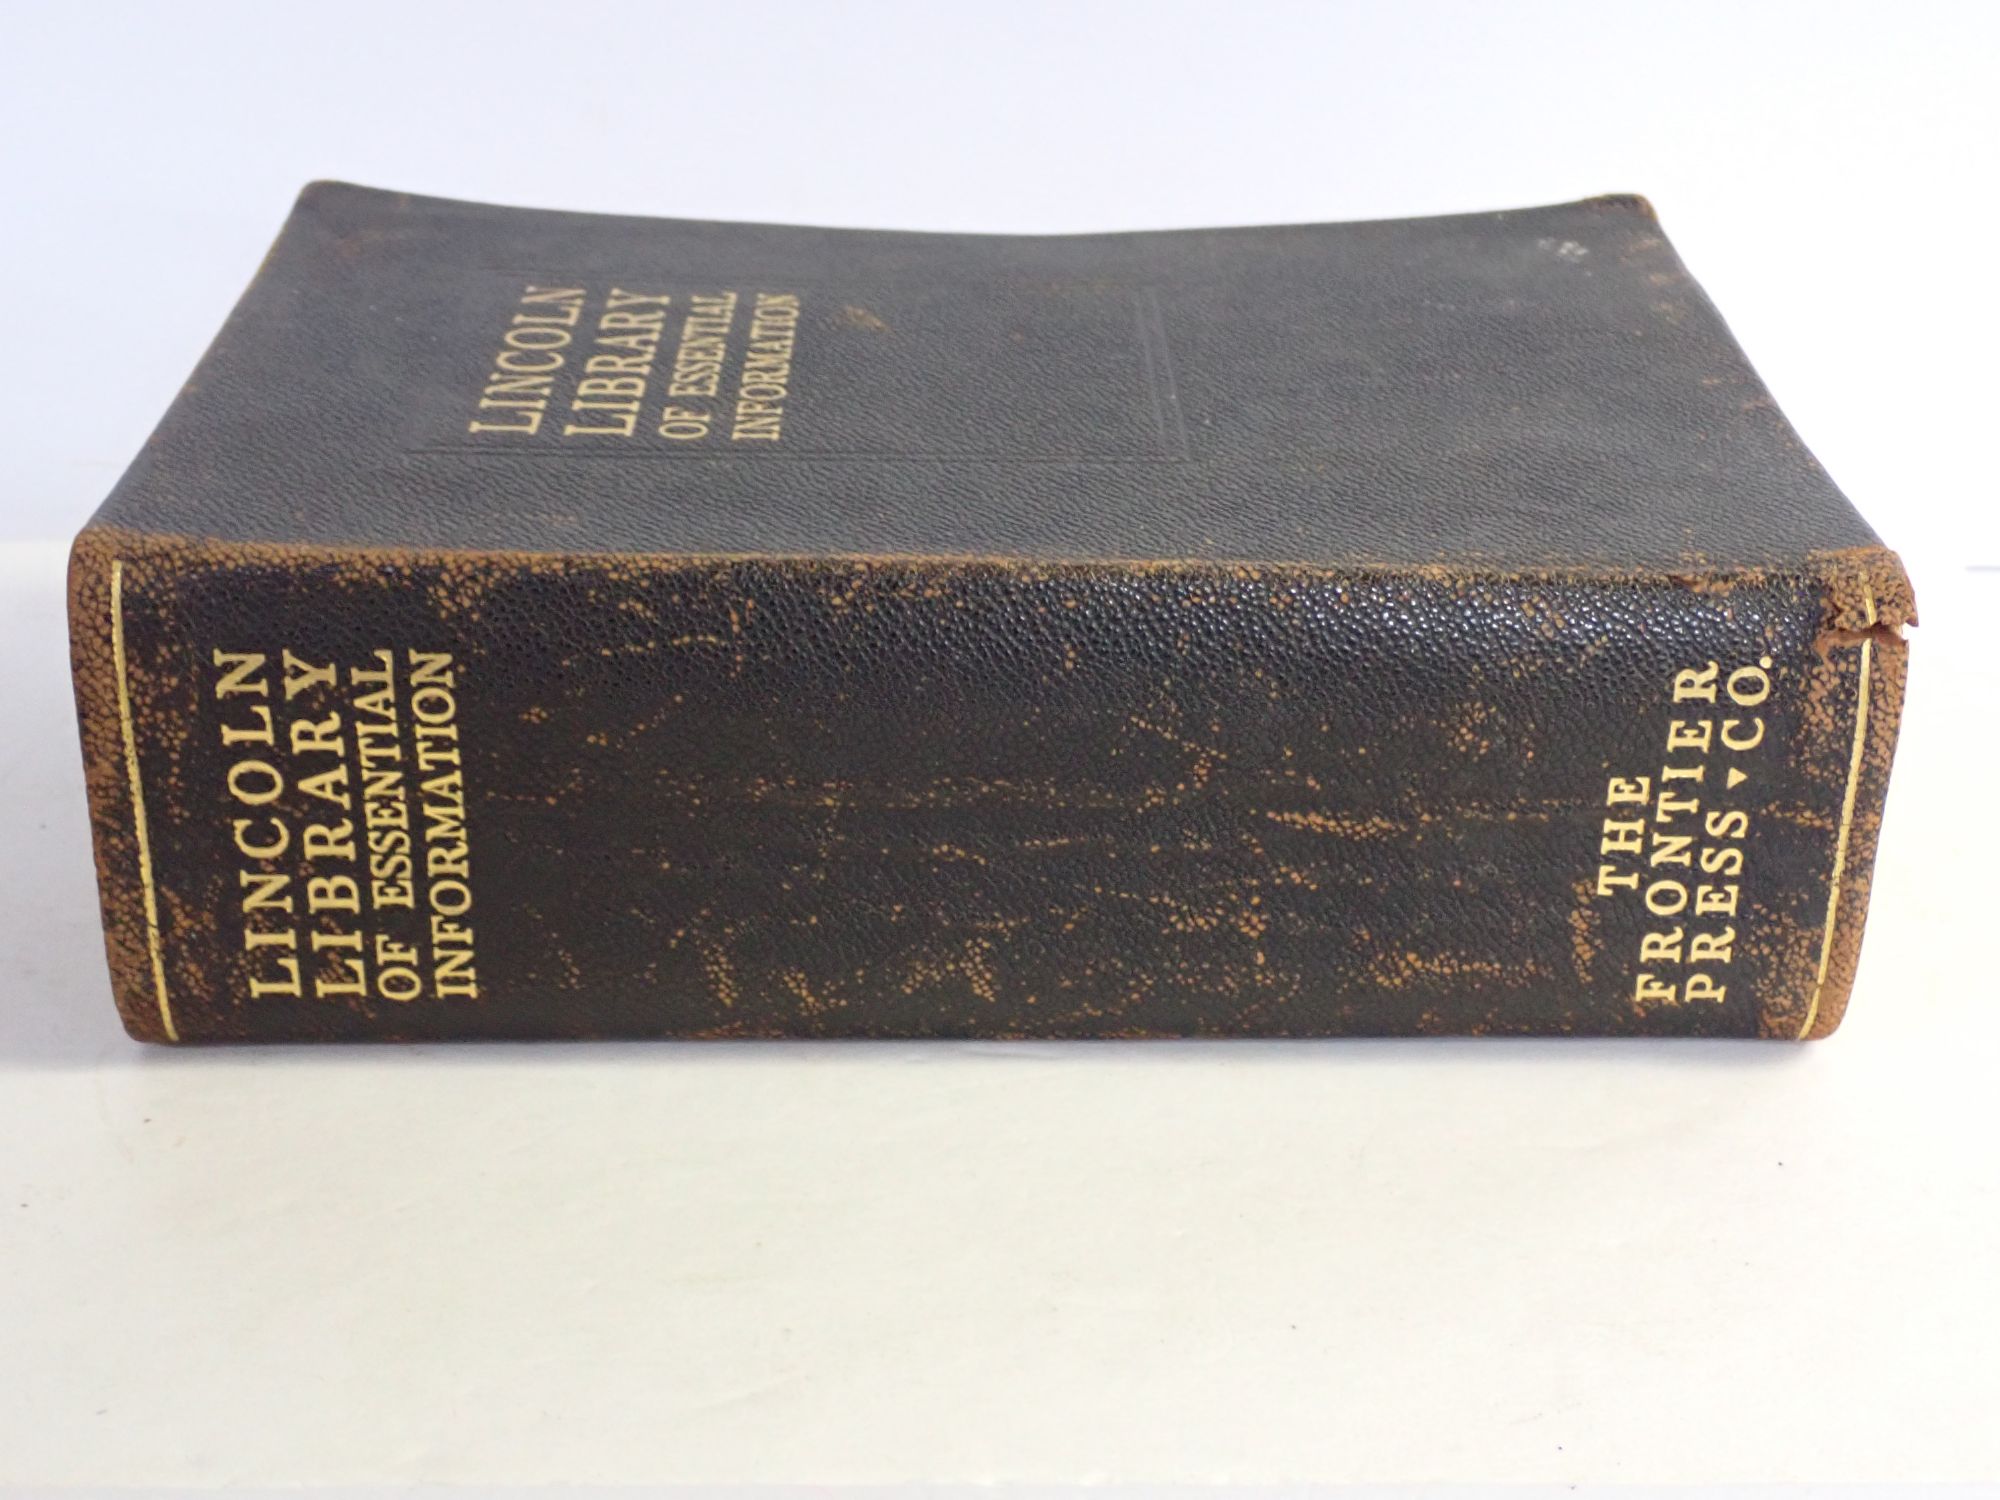 LINCOLN
LIBRARY
OF ESSENTIAL
INFORMATION
LINCOLN
LIBRARY
OF ESSENTIAL
INFORMATION
THE
FRONTIER
PRESS ▾ CO.